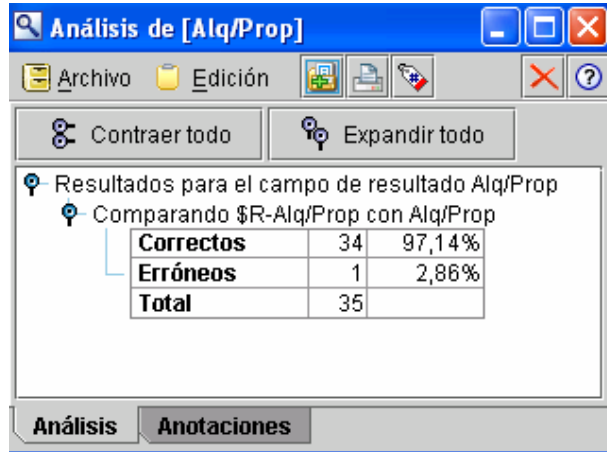 Análisis de [Alq/Prop]
Archivo Edición
Contraer todo Expandir todo
Resultados para el campo de resultado Alq/Prop
Comparando $R-Alq/Prop con Alq/Prop
Correctos 34 97,14%
Erróneos 1 2,86%
Total 35
Análisis Anotaciones